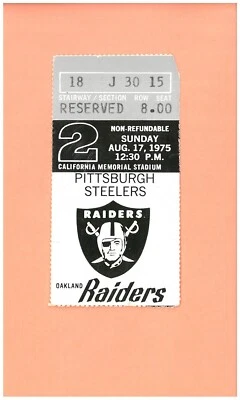 18 J 30 15
STAIRWAY/SECTION ROW SEAT
RESERVED 8.00
2
NON-REFUNDABLE
SUNDAY
AUG. 17, 1975
12:30 P.M.
CALIFORNIA MEMORIAL STADIUM
PITTSBURGH
STEELERS
RAIDERS
OAKLAND Raiders